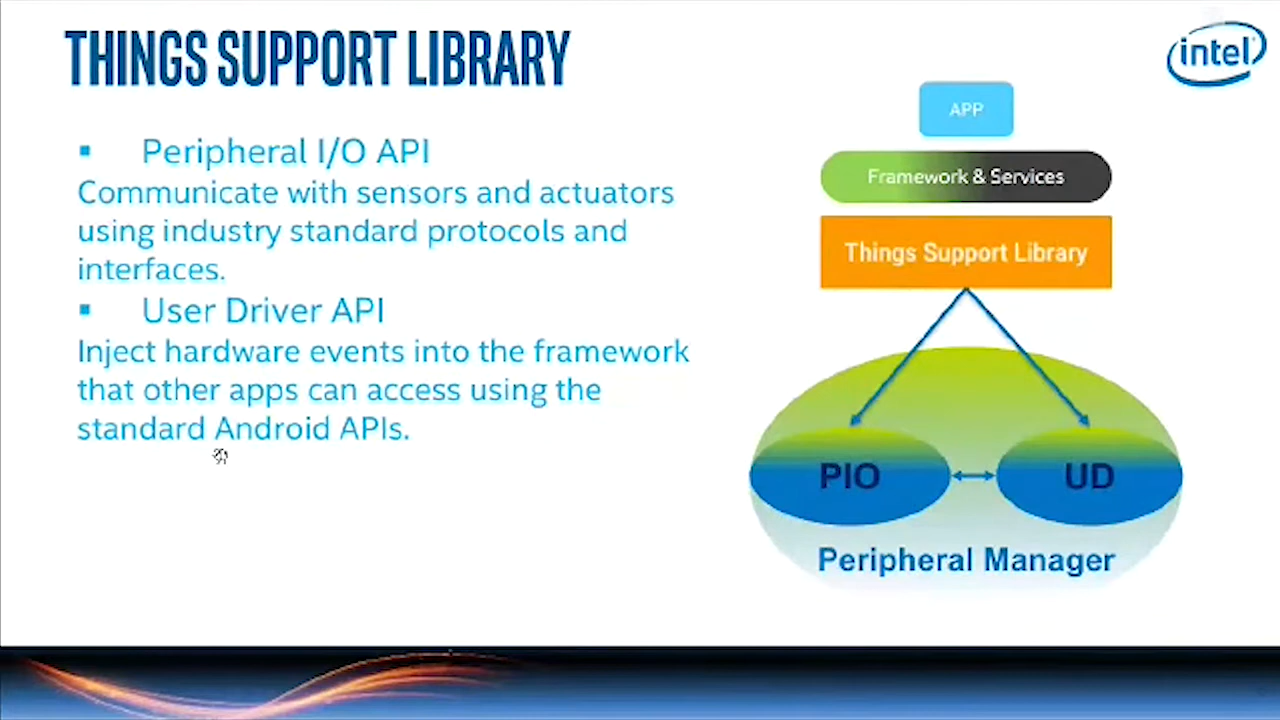 THINGS SUPPORT LIBRARY
intel
▪ Peripheral I/O API
Communicate with sensors and actuators
using industry standard protocols and
interfaces.
▪ User Driver API
Inject hardware events into the framework
that other apps can access using the
standard Android APIs.
APP
Framework & Services
Things Support Library
PIO
UD
Peripheral Manager